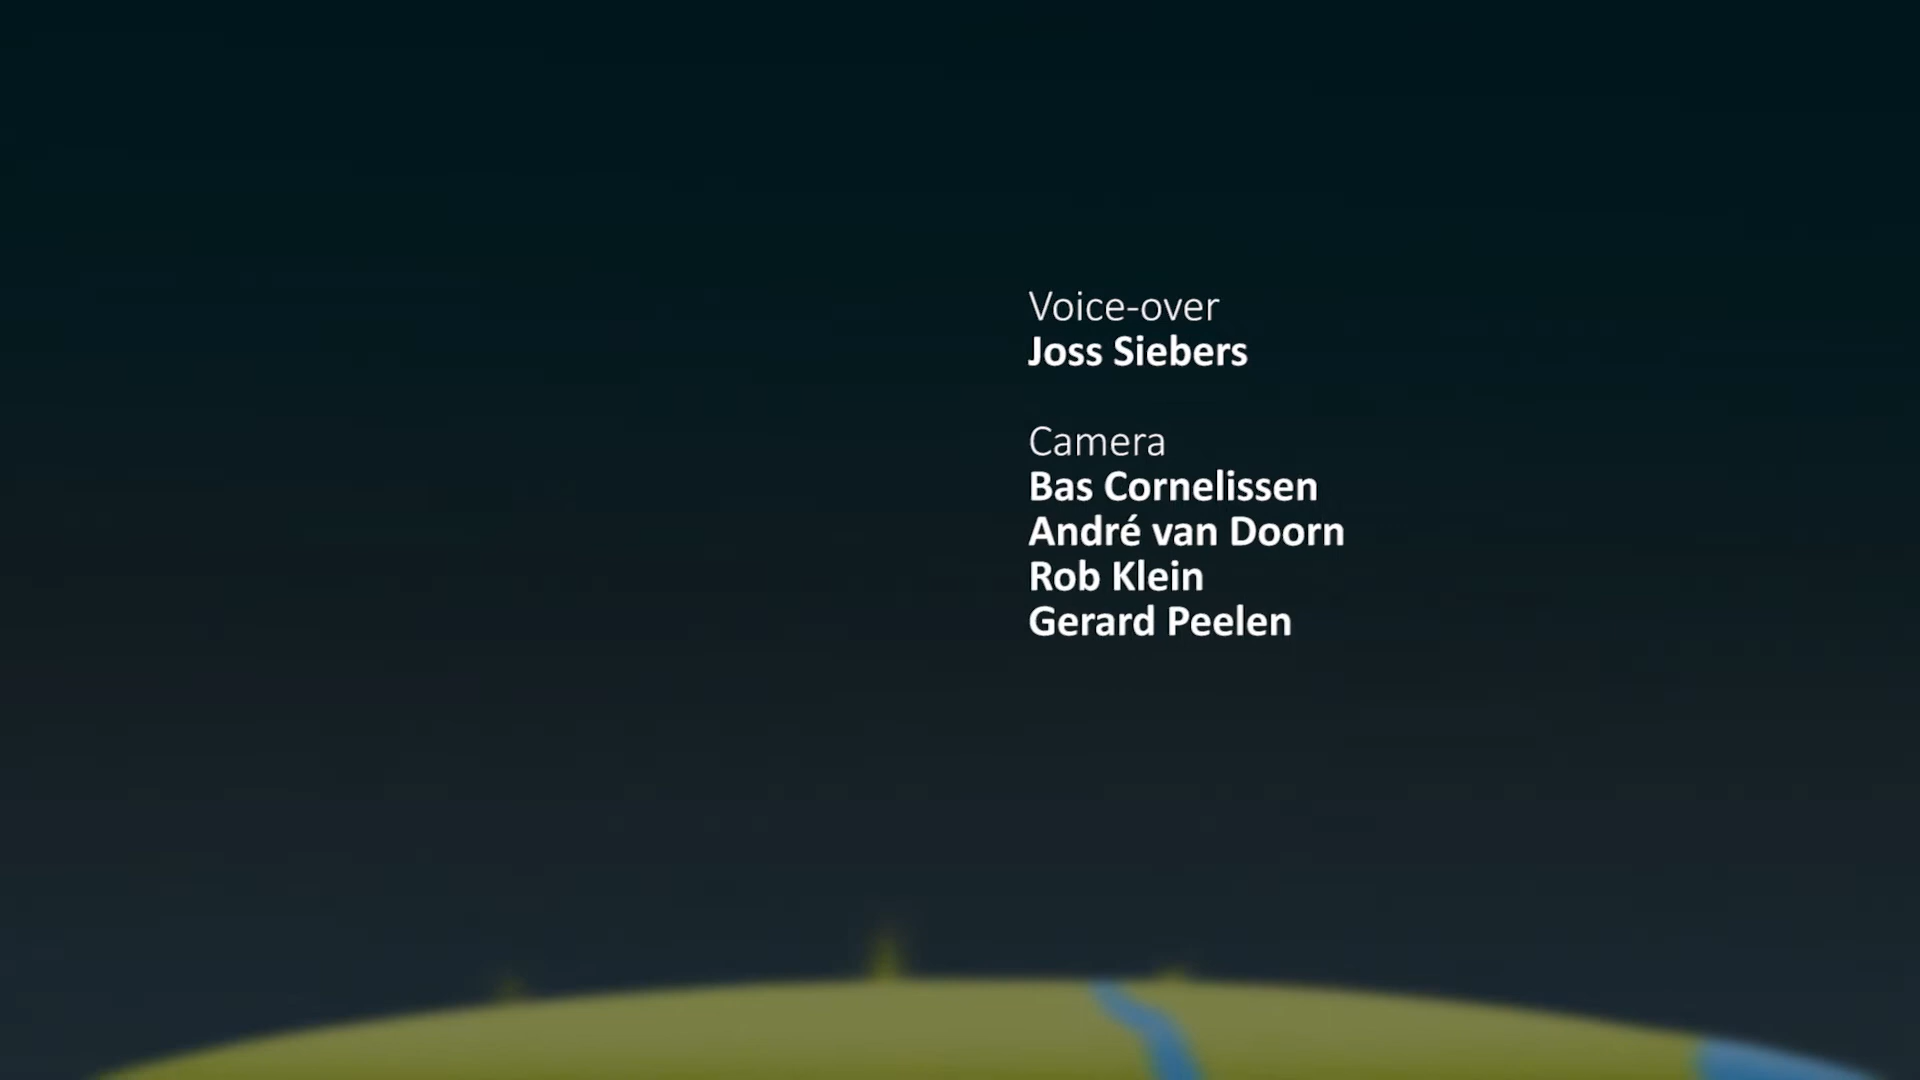 Voice-over
Joss Siebers
Camera
Bas Cornelissen
André van Doorn
Rob Klein
Gerard Peelen